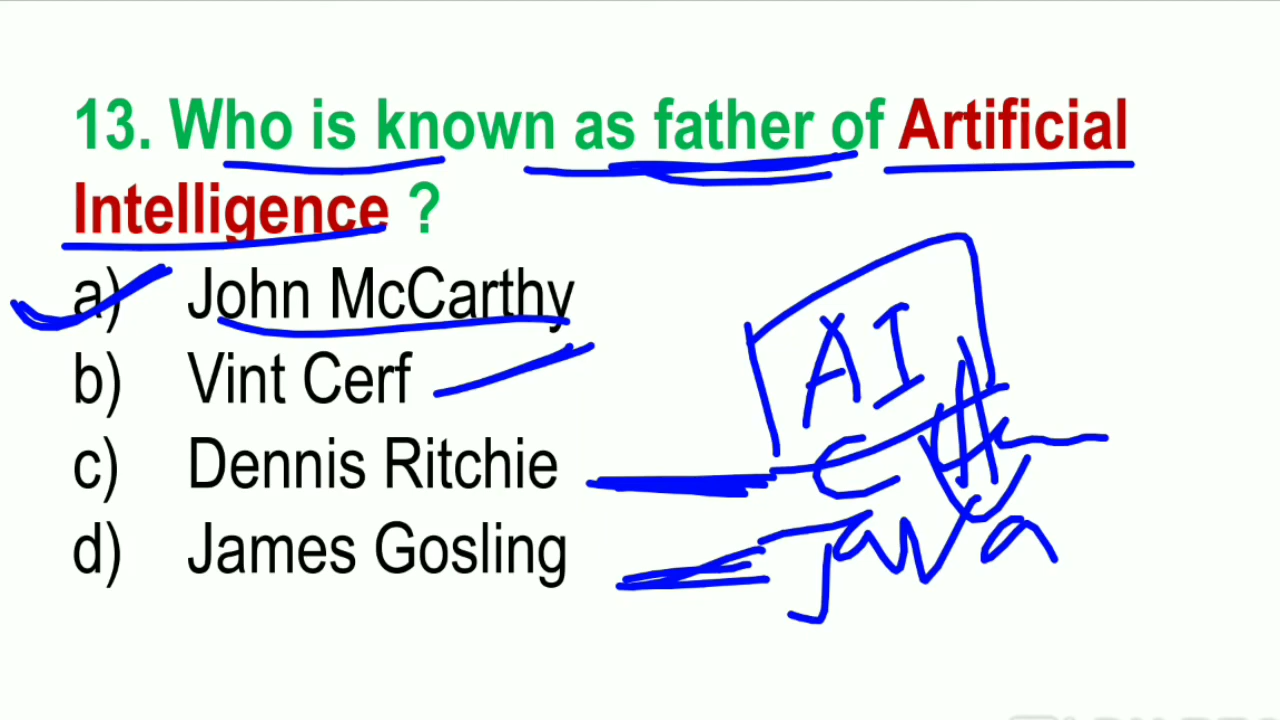 13. Who is known as father of Artificial
Intelligence ?
a) John McCarthy
b) Vint Cerf
c) Dennis Ritchie
d) James Gosling
AI
C
Java